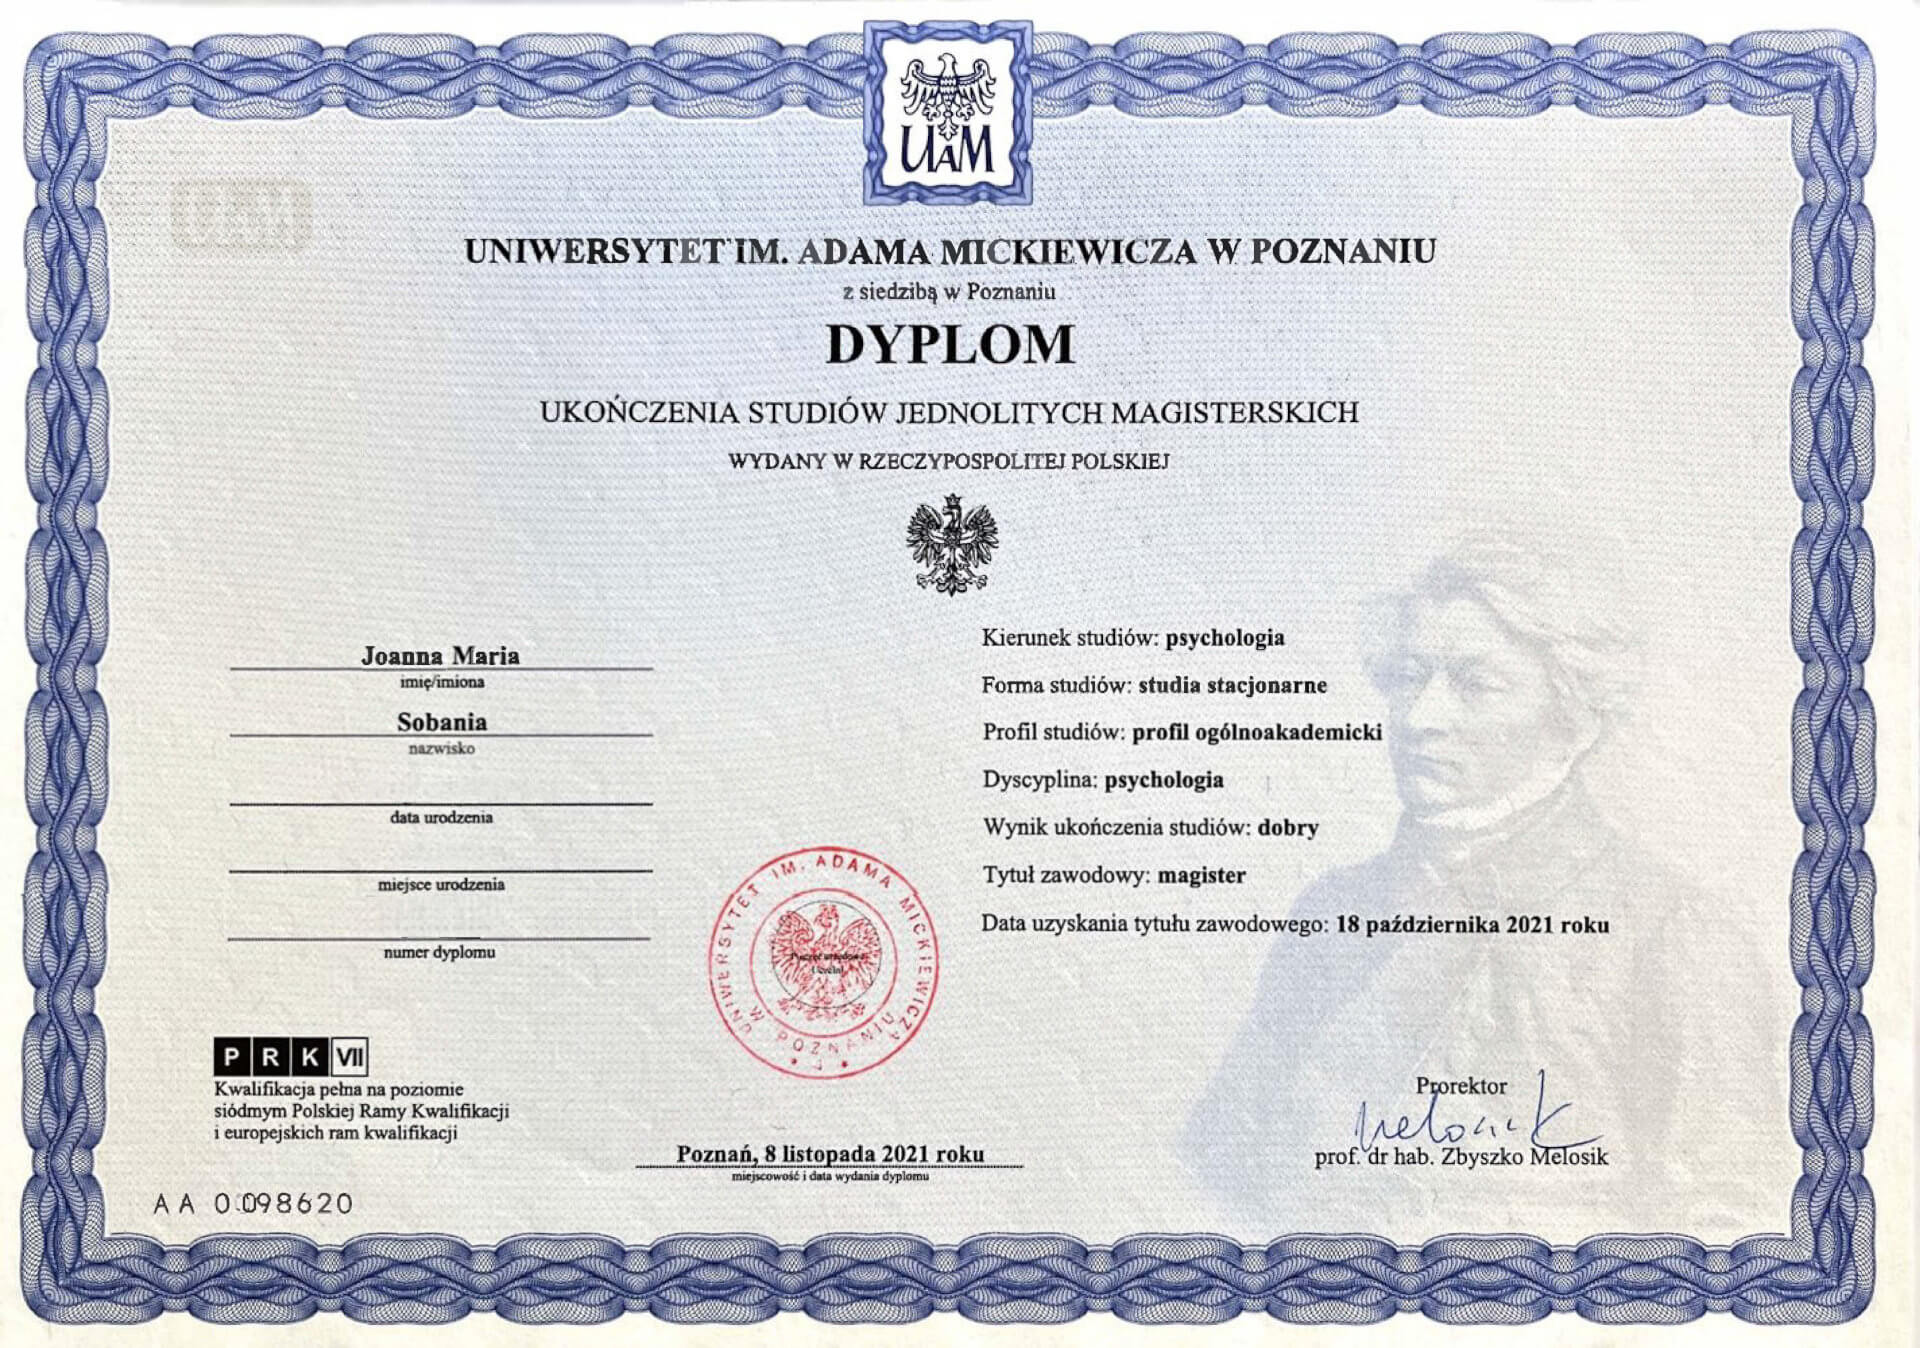 UAM
UNIWERSYTET IM. ADAMA MICKIEWICZA W POZNANIU
z siedzibą w Poznaniu
DYPLOM
UKOŃCZENIA STUDIÓW JEDNOLITYCH MAGISTERSKICH
WYDANY W RZECZYPOSPOLITEJ POLSKIEJ
Joanna Maria
imię/imiona
Sobania
nazwisko
data urodzenia
miejsce urodzenia
numer dyplomu
Kierunek studiów: psychologia
Forma studiów: studia stacjonarne
Profil studiów: profil ogólnoakademicki
Dyscyplina: psychologia
Wynik ukończenia studiów: dobry
Tytuł zawodowy: magister
Data uzyskania tytułu zawodowego: 18 października 2021 roku
UNIWERSYTET IM. ADAMA MICKIEWICZA
W POZNANIU
PRK VII
Kwalifikacja pełna na poziomie
siódmym Polskiej Ramy Kwalifikacji
i europejskich ram kwalifikacji
Poznań, 8 listopada 2021 roku
miejscowość i data wydania dyplomu
Prorektor
Melosik
prof. dr hab. Zbyszko Melosik
AA 0098620